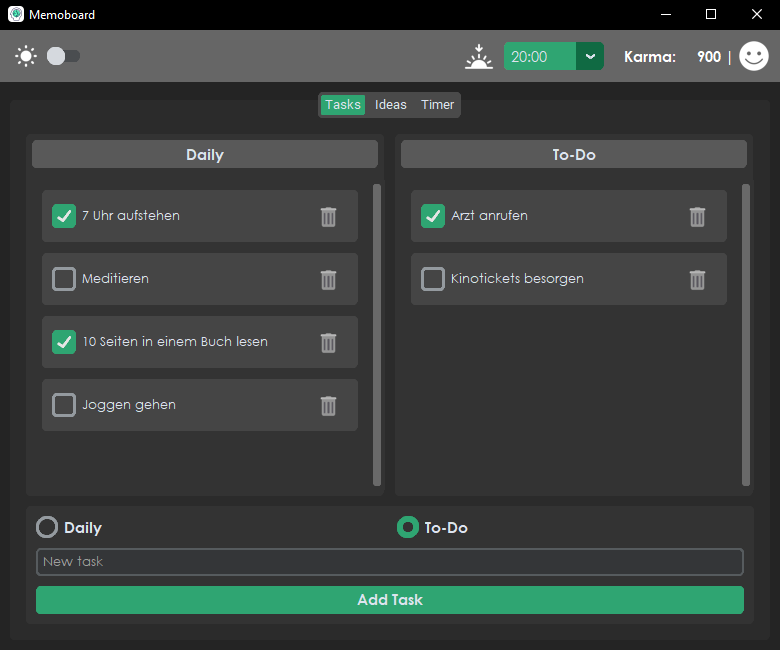 Memoboard
20:00
Karma: 900 |
Tasks Ideas Timer
Daily
7 Uhr aufstehen
Meditieren
10 Seiten in einem Buch lesen
Joggen gehen
To-Do
Arzt anrufen
Kinotickets besorgen
Daily
To-Do
New task
Add Task